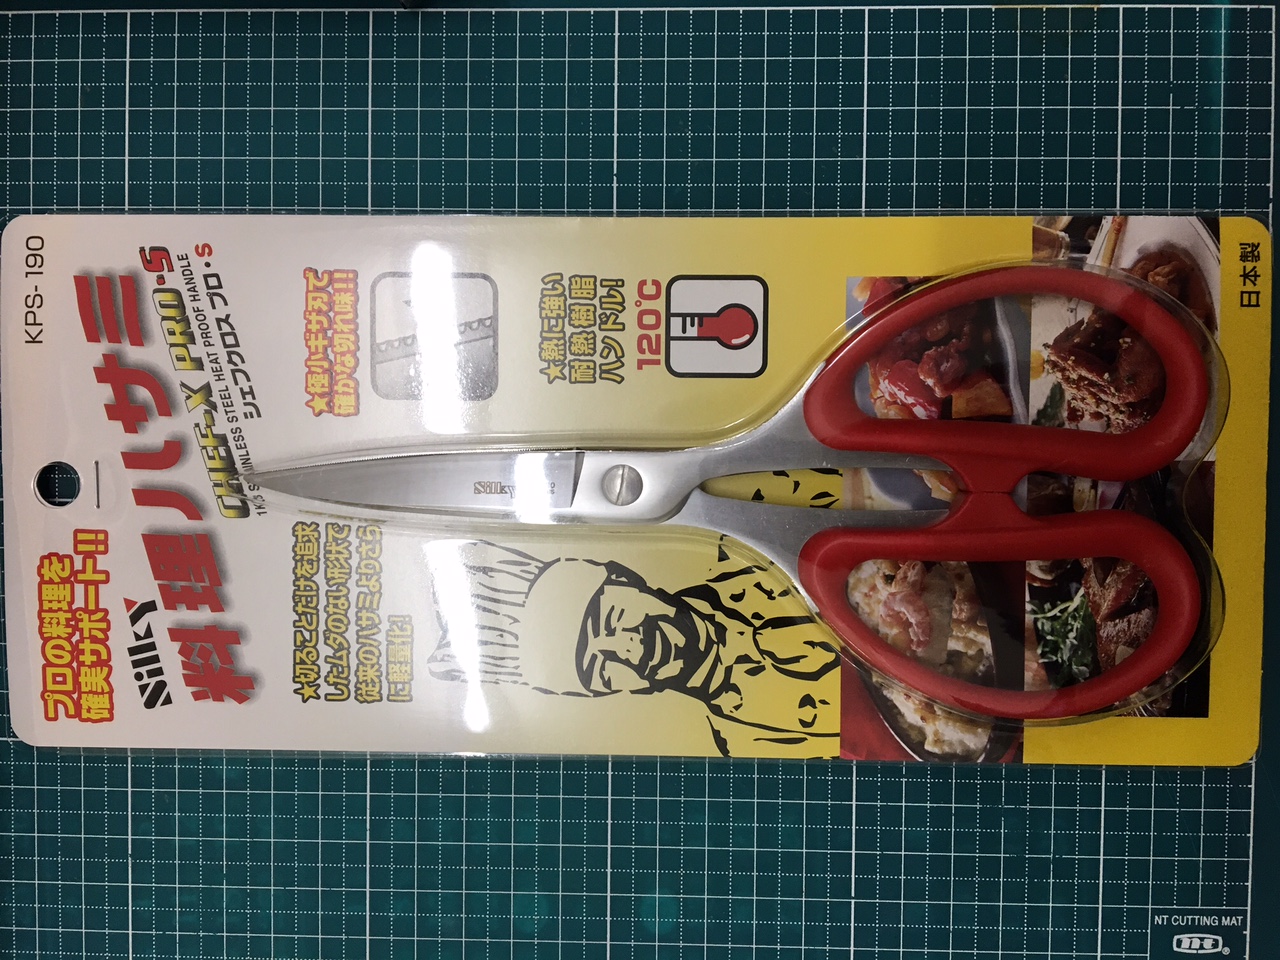 KPS-190
プロの料理を
確実サポート!!
Silky
料理ハサミ
CHEF-X PRO・S
STEEL HEAT PROOF HANDLE
シェフクロス プロ・S
★極小ギザ刃で
確かな切れ味!!
★切ることだけを追求
したムダのない形状で
従来のハサミよりさら
に軽量化!
★熱に強い
耐熱樹脂
ハンドル!
120℃
Silky
日本製
NT CUTTING MAT
nt